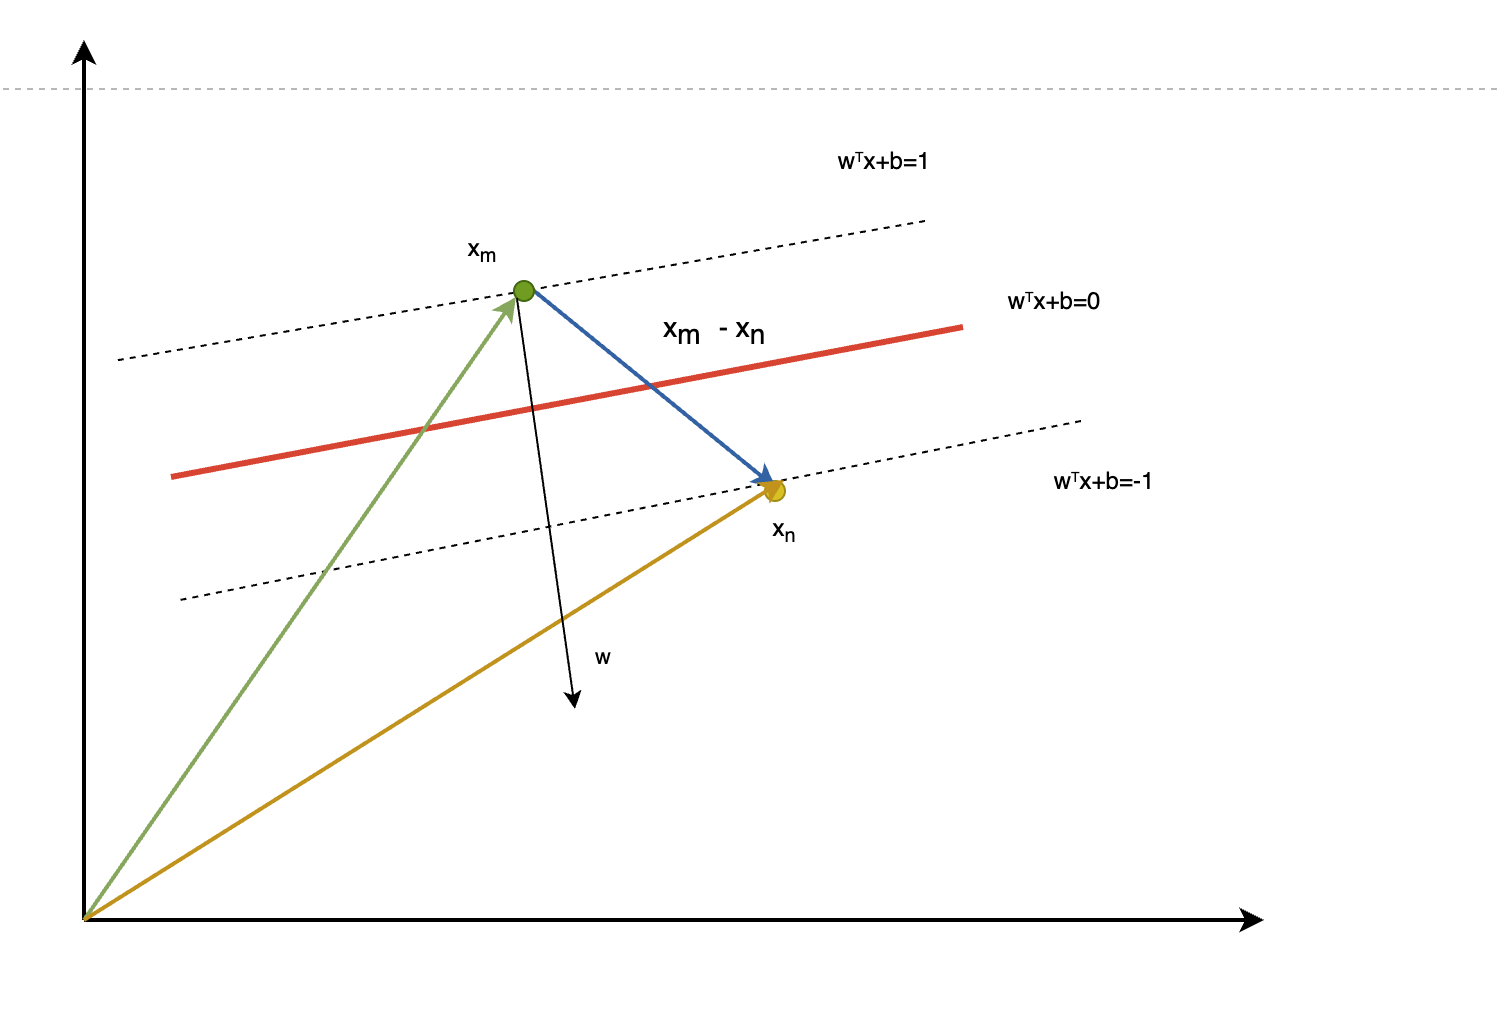 wᵀx+b=1
xₘ
wᵀx+b=0
xₘ - xₙ
wᵀx+b=-1
xₙ
w